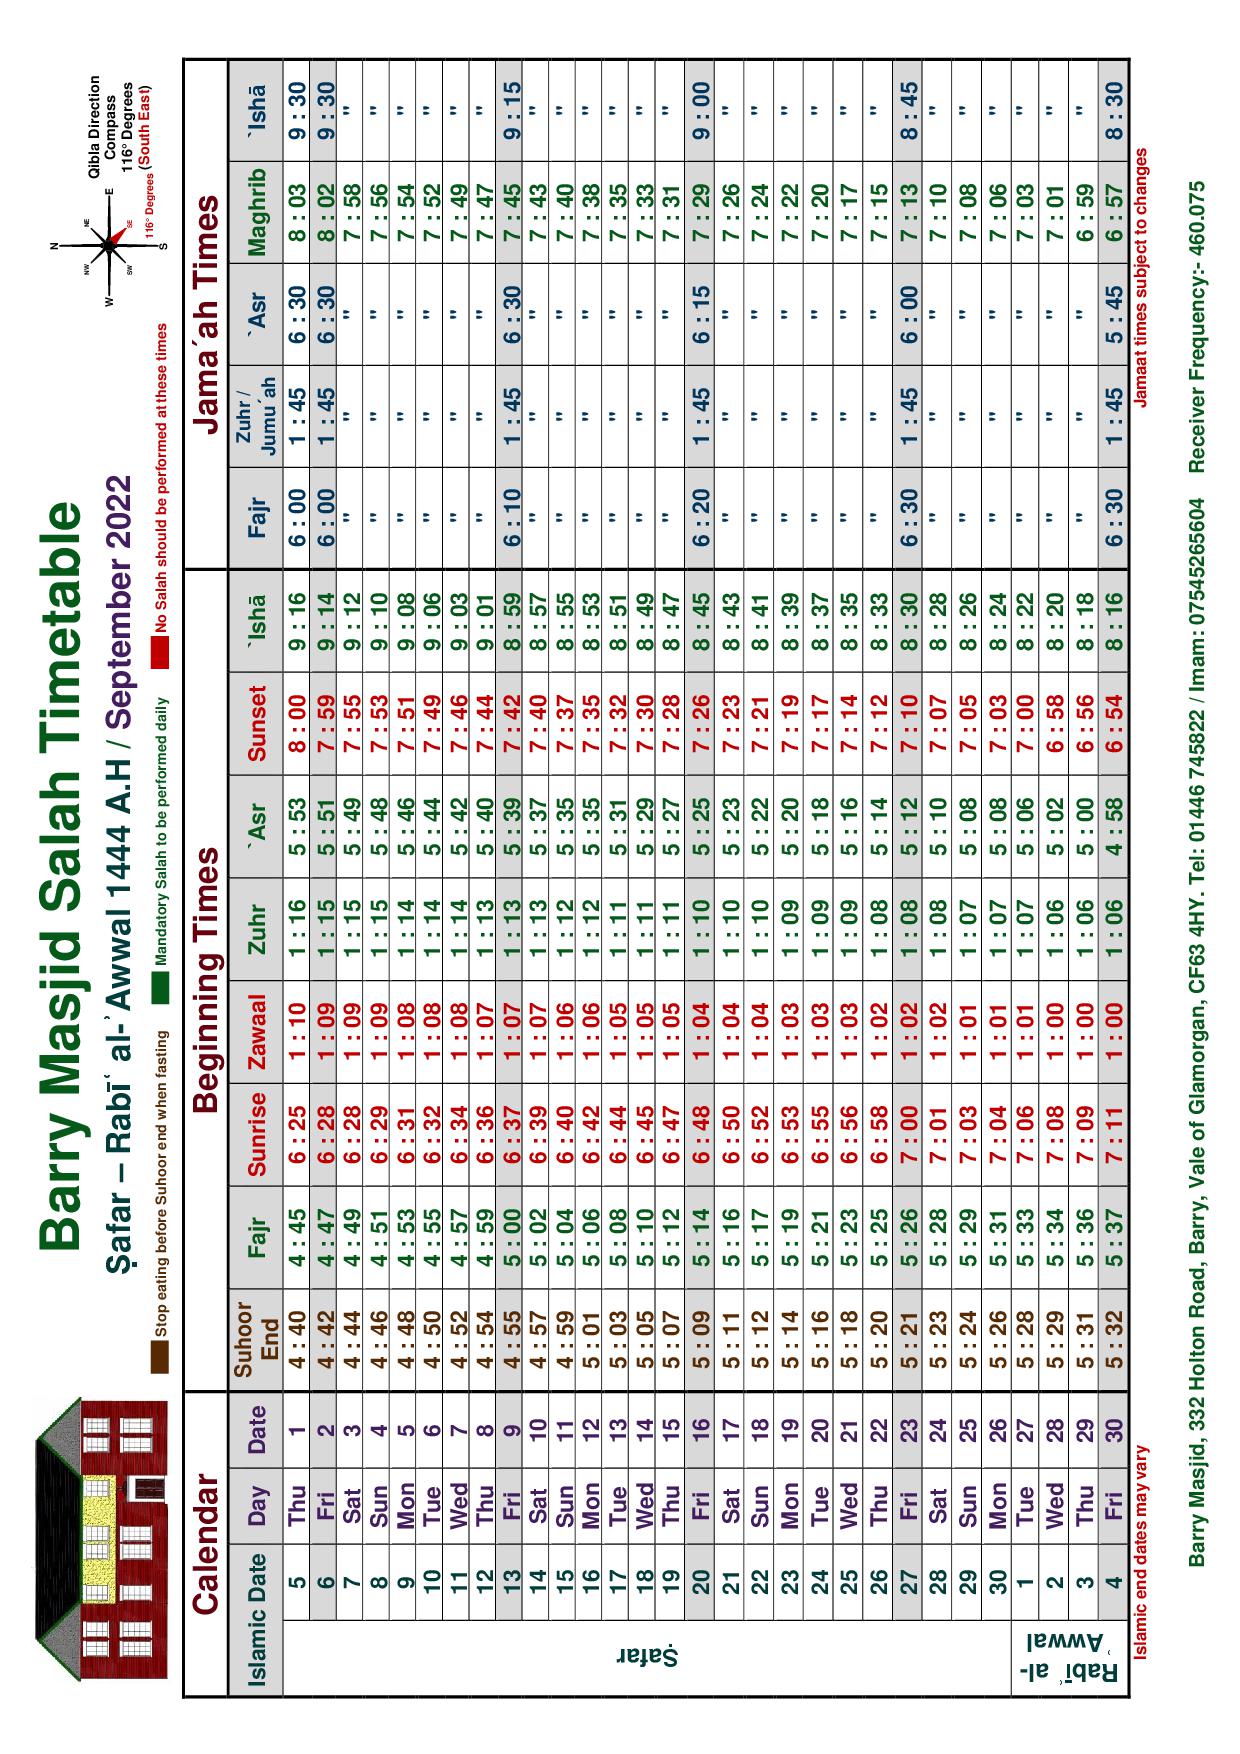 Barry Masjid Salah Timetable
Ṣafar – Rabīʿ al-ʾAwwal 1444 A.H / September 2022
Stop eating before Suhoor end when fasting Mandatory Salah to be performed daily No Salah should be performed at these times
N
NW NE
W E
SW SE
S
116° Degrees
Qibla Direction
Compass
116° Degrees
(South East)
Calendar Beginning Times Jama´ah Times
Islamic Date Day Date Suhoor End Fajr Sunrise Zawaal Zuhr `Asr Sunset `Ishā Fajr Zuhr / Jumu´ah `Asr Maghrib `Ishā
Ṣafar
5 Thu 1 4 : 40 4 : 45 6 : 25 1 : 10 1 : 16 5 : 53 8 : 00 9 : 16 6 : 00 1 : 45 6 : 30 8 : 03 9 : 30
6 Fri 2 4 : 42 4 : 47 6 : 28 1 : 09 1 : 15 5 : 51 7 : 59 9 : 14 6 : 00 1 : 45 6 : 30 8 : 02 9 : 30
7 Sat 3 4 : 44 4 : 49 6 : 28 1 : 09 1 : 15 5 : 49 7 : 55 9 : 12 " " " 7 : 58 "
8 Sun 4 4 : 46 4 : 51 6 : 29 1 : 09 1 : 15 5 : 48 7 : 53 9 : 10 " " " 7 : 56 "
9 Mon 5 4 : 48 4 : 53 6 : 31 1 : 08 1 : 14 5 : 46 7 : 51 9 : 08 " " " 7 : 54 "
10 Tue 6 4 : 50 4 : 55 6 : 32 1 : 08 1 : 14 5 : 44 7 : 49 9 : 06 " " " 7 : 52 "
11 Wed 7 4 : 52 4 : 57 6 : 34 1 : 08 1 : 14 5 : 42 7 : 46 9 : 03 " " " 7 : 49 "
12 Thu 8 4 : 54 4 : 59 6 : 36 1 : 07 1 : 13 5 : 40 7 : 44 9 : 01 " " " 7 : 47 "
13 Fri 9 4 : 55 5 : 00 6 : 37 1 : 07 1 : 13 5 : 39 7 : 42 8 : 59 6 : 10 1 : 45 6 : 30 7 : 45 9 : 15
14 Sat 10 4 : 57 5 : 02 6 : 39 1 : 07 1 : 13 5 : 37 7 : 40 8 : 57 " " " 7 : 43 "
15 Sun 11 4 : 59 5 : 04 6 : 40 1 : 06 1 : 12 5 : 35 7 : 37 8 : 55 " " " 7 : 40 "
16 Mon 12 5 : 01 5 : 06 6 : 42 1 : 06 1 : 12 5 : 35 7 : 35 8 : 53 " " " 7 : 38 "
17 Tue 13 5 : 03 5 : 08 6 : 44 1 : 05 1 : 11 5 : 31 7 : 32 8 : 51 " " " 7 : 35 "
18 Wed 14 5 : 05 5 : 10 6 : 45 1 : 05 1 : 11 5 : 29 7 : 30 8 : 49 " " " 7 : 33 "
19 Thu 15 5 : 07 5 : 12 6 : 47 1 : 05 1 : 11 5 : 27 7 : 28 8 : 47 " " " 7 : 31 "
20 Fri 16 5 : 09 5 : 14 6 : 48 1 : 04 1 : 10 5 : 25 7 : 26 8 : 45 6 : 20 1 : 45 6 : 15 7 : 29 9 : 00
21 Sat 17 5 : 11 5 : 16 6 : 50 1 : 04 1 : 10 5 : 23 7 : 23 8 : 43 " " " 7 : 26 "
22 Sun 18 5 : 12 5 : 17 6 : 52 1 : 04 1 : 10 5 : 22 7 : 21 8 : 41 " " " 7 : 24 "
23 Mon 19 5 : 14 5 : 19 6 : 53 1 : 03 1 : 09 5 : 20 7 : 19 8 : 39 " " " 7 : 22 "
24 Tue 20 5 : 16 5 : 21 6 : 55 1 : 03 1 : 09 5 : 18 7 : 17 8 : 37 " " " 7 : 20 "
25 Wed 21 5 : 18 5 : 23 6 : 56 1 : 03 1 : 09 5 : 16 7 : 14 8 : 35 " " " 7 : 17 "
26 Thu 22 5 : 20 5 : 25 6 : 58 1 : 02 1 : 08 5 : 14 7 : 12 8 : 33 " " " 7 : 15 "
27 Fri 23 5 : 21 5 : 26 7 : 00 1 : 02 1 : 08 5 : 12 7 : 10 8 : 30 6 : 30 1 : 45 6 : 00 7 : 13 8 : 45
28 Sat 24 5 : 23 5 : 28 7 : 01 1 : 02 1 : 08 5 : 10 7 : 07 8 : 28 " " " 7 : 10 "
29 Sun 25 5 : 24 5 : 29 7 : 03 1 : 01 1 : 07 5 : 08 7 : 05 8 : 26 " " " 7 : 08 "
30 Mon 26 5 : 26 5 : 31 7 : 04 1 : 01 1 : 07 5 : 08 7 : 03 8 : 24 " " " 7 : 06 "
Rabīʿ al-ʾAwwal
1 Tue 27 5 : 28 5 : 33 7 : 06 1 : 01 1 : 07 5 : 06 7 : 00 8 : 22 " " " 7 : 03 "
2 Wed 28 5 : 29 5 : 34 7 : 08 1 : 00 1 : 06 5 : 02 6 : 58 8 : 20 " " " 7 : 01 "
3 Thu 29 5 : 31 5 : 36 7 : 09 1 : 00 1 : 06 5 : 00 6 : 56 8 : 18 " " " 6 : 59 "
4 Fri 30 5 : 32 5 : 37 7 : 11 1 : 00 1 : 06 4 : 58 6 : 54 8 : 16 6 : 30 1 : 45 5 : 45 6 : 57 8 : 30
Islamic end dates may vary Jamaat times subject to changes
Barry Masjid, 332 Holton Road, Barry, Vale of Glamorgan, CF63 4HY. Tel: 01446 745822 / Imam: 07545265604 Receiver Frequency:- 460.075